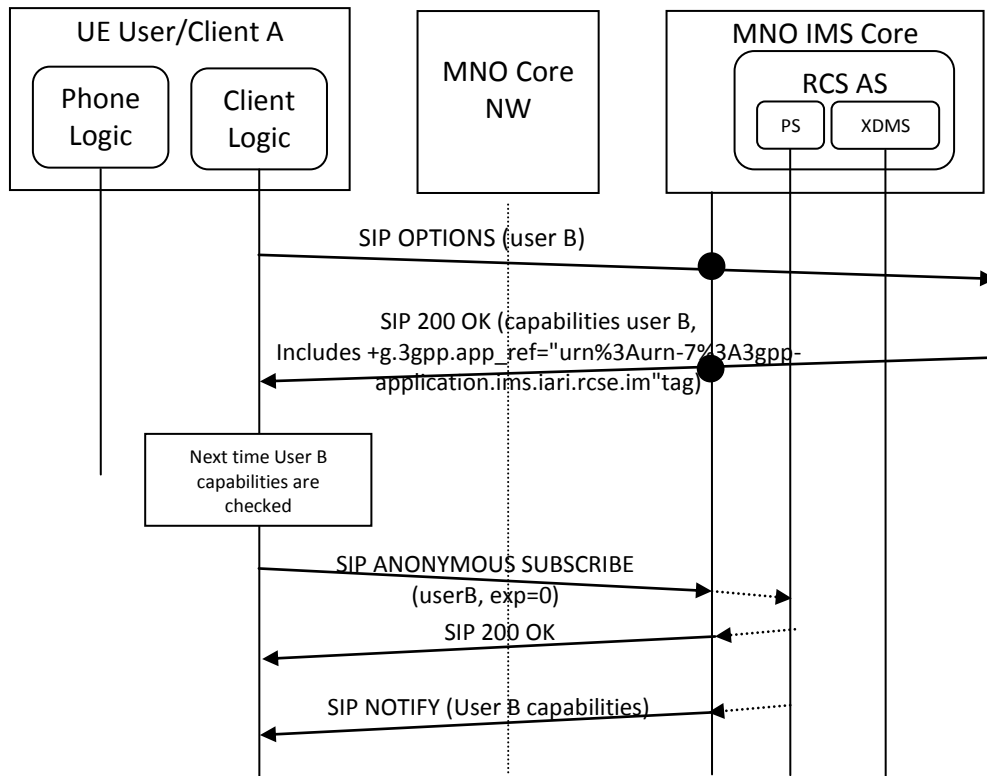 UE User/Client A
Phone
Logic
Client
Logic
MNO Core
NW
MNO IMS Core
RCS AS
PS
XDMS
SIP OPTIONS (user B)
SIP 200 OK (capabilities user B,
Includes +g.3gpp.app_ref="urn%3Aurn-7%3A3gpp-
application.ims.iari.rcse.im"tag)
Next time User B
capabilities are
checked
SIP ANONYMOUS SUBSCRIBE
(userB, exp=0)
SIP 200 OK
SIP NOTIFY (User B capabilities)